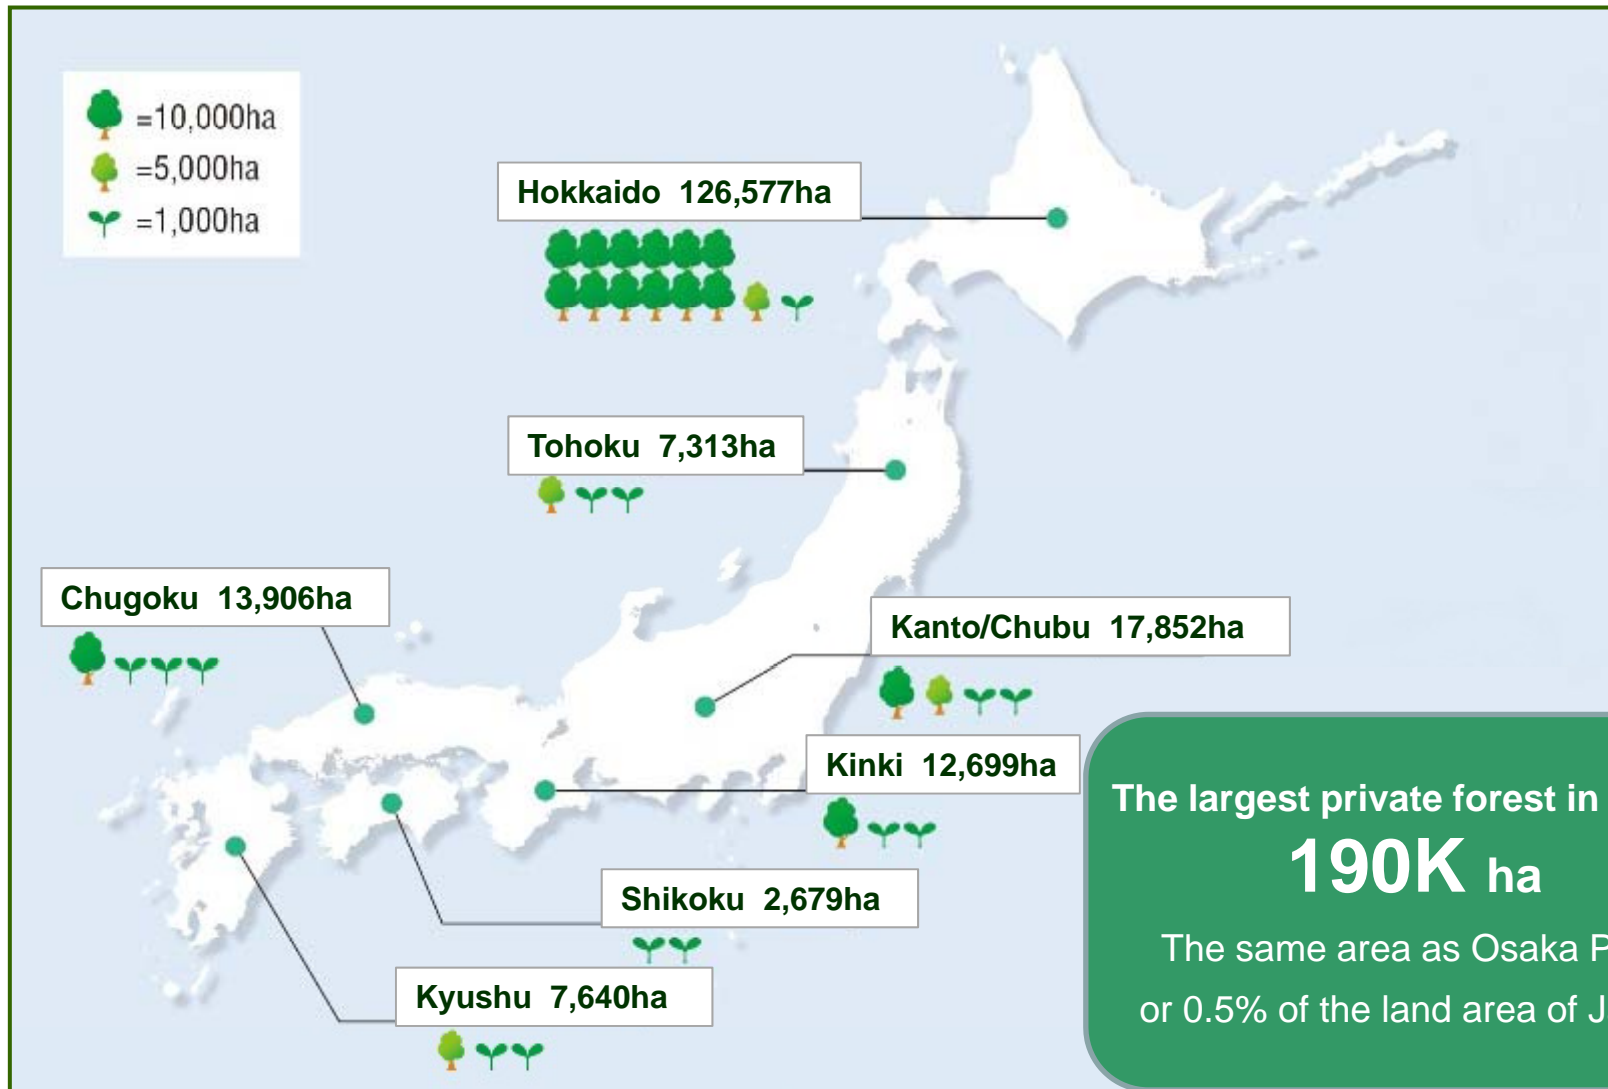 =10,000ha
=5,000ha
=1,000ha
Hokkaido 126,577ha
Tohoku 7,313ha
Chugoku 13,906ha
Kanto/Chubu 17,852ha
Kinki 12,699ha
Shikoku 2,679ha
Kyushu 7,640ha
The largest private forest in
190K ha
The same area as Osaka
or 0.5% of the land area of